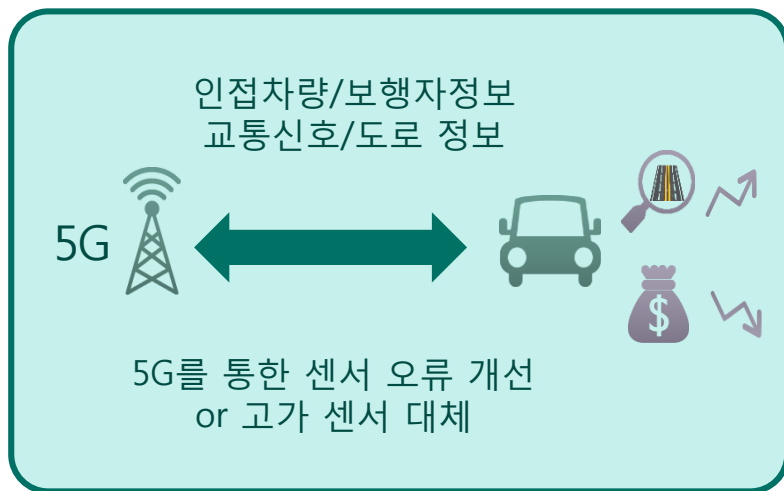 인접차량/보행자정보
교통신호/도로 정보
5G
$
5G를 통한 센서 오류 개선
or 고가 센서 대체